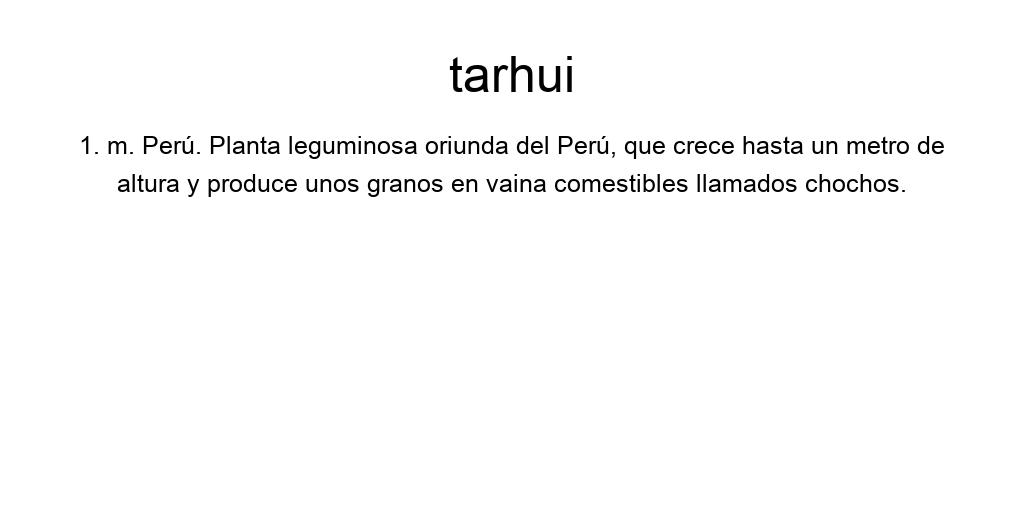 tarhui
1. m. Perú. Planta leguminosa oriunda del Perú, que crece hasta un metro de
altura y produce unos granos en vaina comestibles llamados chochos.